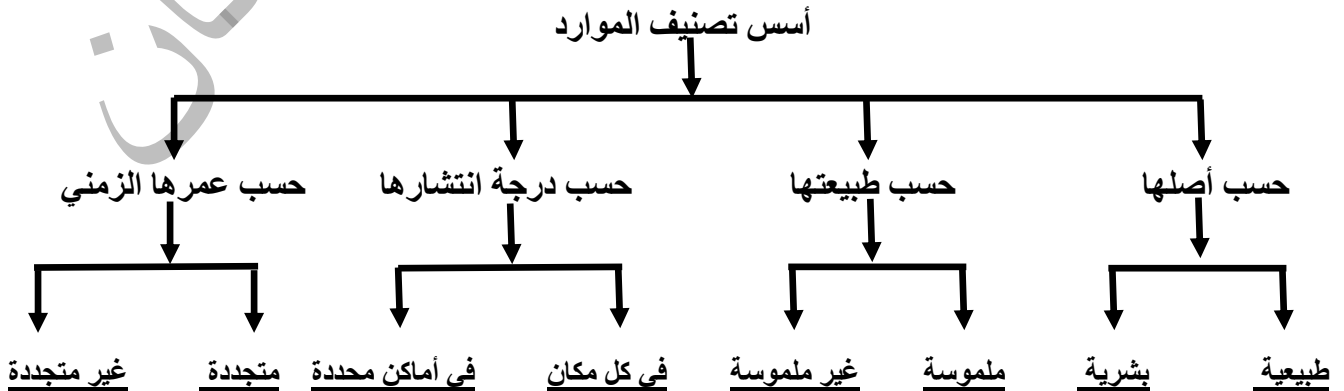 أسس تصنيف الموارد
حسب أصلها حسب طبيعتها حسب درجة انتشارها حسب عمرها الزمني
طبيعية بشرية ملموسة غير ملموسة في كل مكان في أماكن محددة متجددة غير متجددة